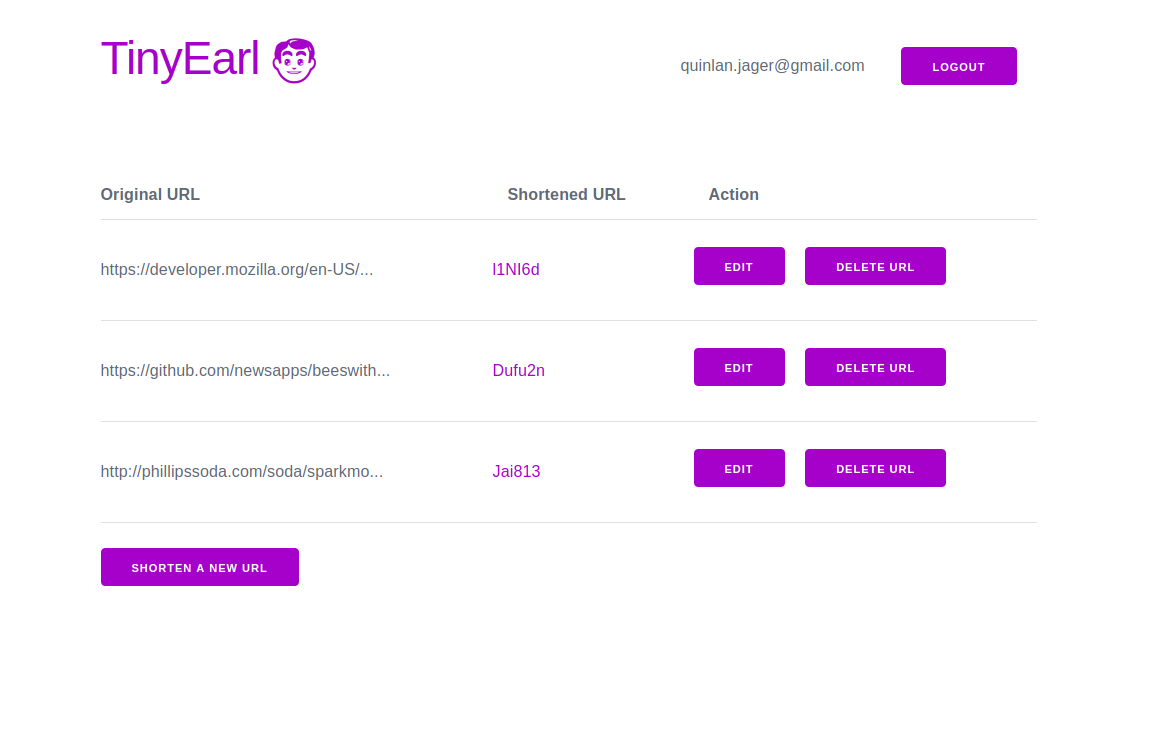 TinyEarl
quinlan.jager@gmail.com LOGOUT
Original URL Shortened URL Action
https://developer.mozilla.org/en-US/... l1NI6d EDIT DELETE URL
https://github.com/newsapps/beeswith... Dufu2n EDIT DELETE URL
http://phillipssoda.com/soda/sparkmo... Jai813 EDIT DELETE URL
SHORTEN A NEW URL